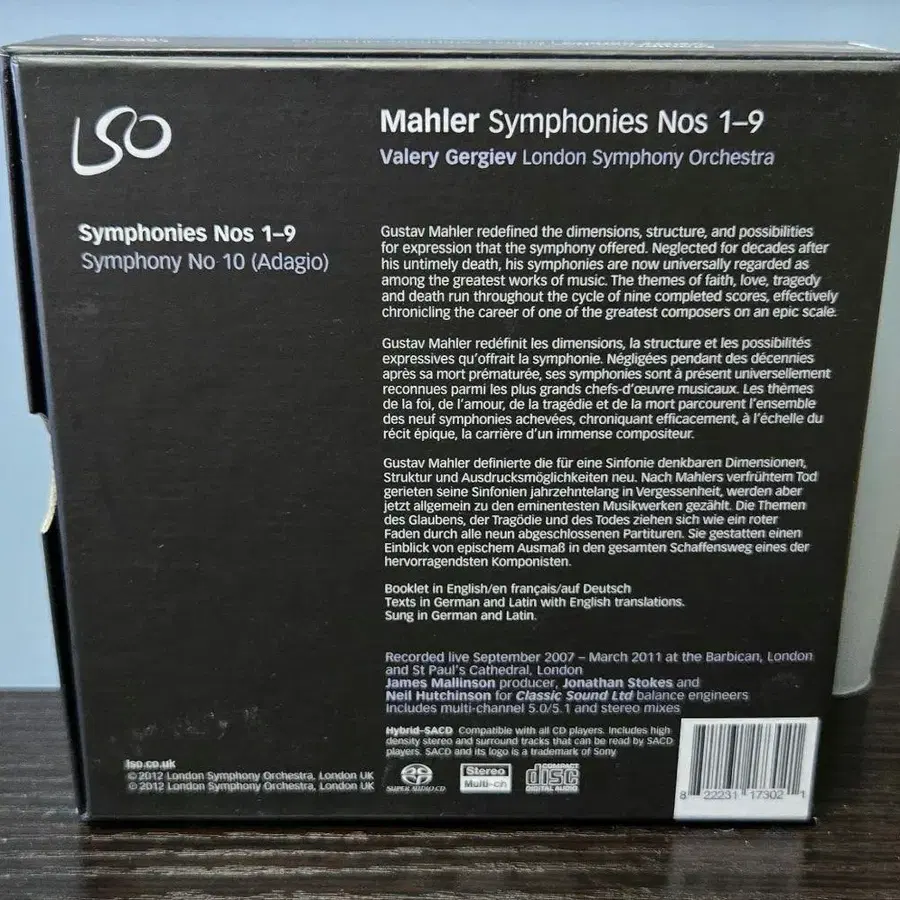 LSO
Mahler Symphonies Nos 1–9
Valery Gergiev London Symphony Orchestra
Symphonies Nos 1–9
Symphony No 10 (Adagio)
Gustav Mahler redefined the dimensions, structure, and possibilities
for expression that the symphony offered. Neglected for decades after
his untimely death, his symphonies are now universally regarded as
among the greatest works of music. The themes of faith, love, tragedy
and death run throughout the cycle of nine completed scores, effectively
chronicling the career of one of the greatest composers on an epic scale.
Gustav Mahler redéfinit les dimensions, la structure et les possibilités
expressives qu'offrait la symphonie. Négligées pendant des décennies
après sa mort prématurée, ses symphonies sont à présent universellement
reconnues parmi les plus grands chefs-d'œuvre musicaux. Les thèmes
de la foi, de l'amour, de la tragédie et de la mort parcourent l'ensemble
des neuf symphonies achevées, chroniquant efficacement, à l'échelle du
récit épique, la carrière d'un immense compositeur.
Gustav Mahler definierte die für eine Sinfonie denkbaren Dimensionen,
Struktur und Ausdrucksmöglichkeiten neu. Nach Mahlers verfrühtem Tod
gerieten seine Sinfonien jahrzehntelang in Vergessenheit, werden aber
jetzt allgemein zu den eminentesten Musikwerken gezählt. Die Themen
des Glaubens, der Tragödie und des Todes ziehen sich wie ein roter
Faden durch alle neun abgeschlossenen Partituren. Sie gestatten einen
Einblick von epischem Ausmaß in den gesamten Schaffensweg eines der
hervorragendsten Komponisten.
Booklet in English/en français/auf Deutsch
Texts in German and Latin with English translations.
Sung in German and Latin.
Recorded live September 2007 – March 2011 at the Barbican, London
and St Paul's Cathedral, London
James Mallinson producer, Jonathan Stokes and
Neil Hutchinson for Classic Sound Ltd balance engineers
Includes multi-channel 5.0/5.1 and stereo mixes
Hybrid-SACD Compatible with all CD players. Includes high
density stereo and surround tracks that can be read by SACD
players. SACD and its logo is a trademark of Sony
lso.co.uk
© 2012 London Symphony Orchestra, London UK
℗ 2012 London Symphony Orchestra, London UK
SUPER AUDIO CD
Stereo
Multi-ch
COMPACT
disc
DIGITAL AUDIO
8 22231 17302 1